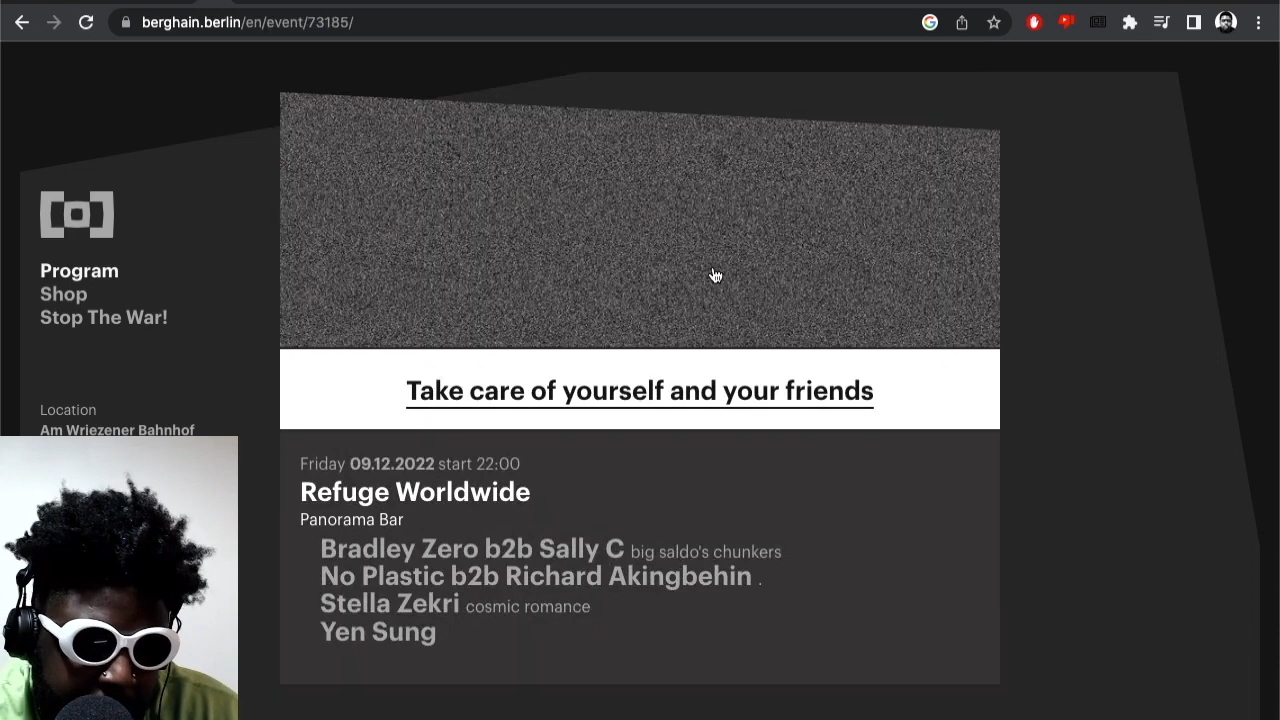 berghain.berlin/en/event/73185/
Program
Shop
Stop The War!
Location
Am Wriezener Bahnhof
Take care of yourself and your friends
Friday 09.12.2022 start 22:00
Refuge Worldwide
Panorama Bar
Bradley Zero b2b Sally C big saldo's chunkers
No Plastic b2b Richard Akingbehin .
Stella Zekri cosmic romance
Yen Sung